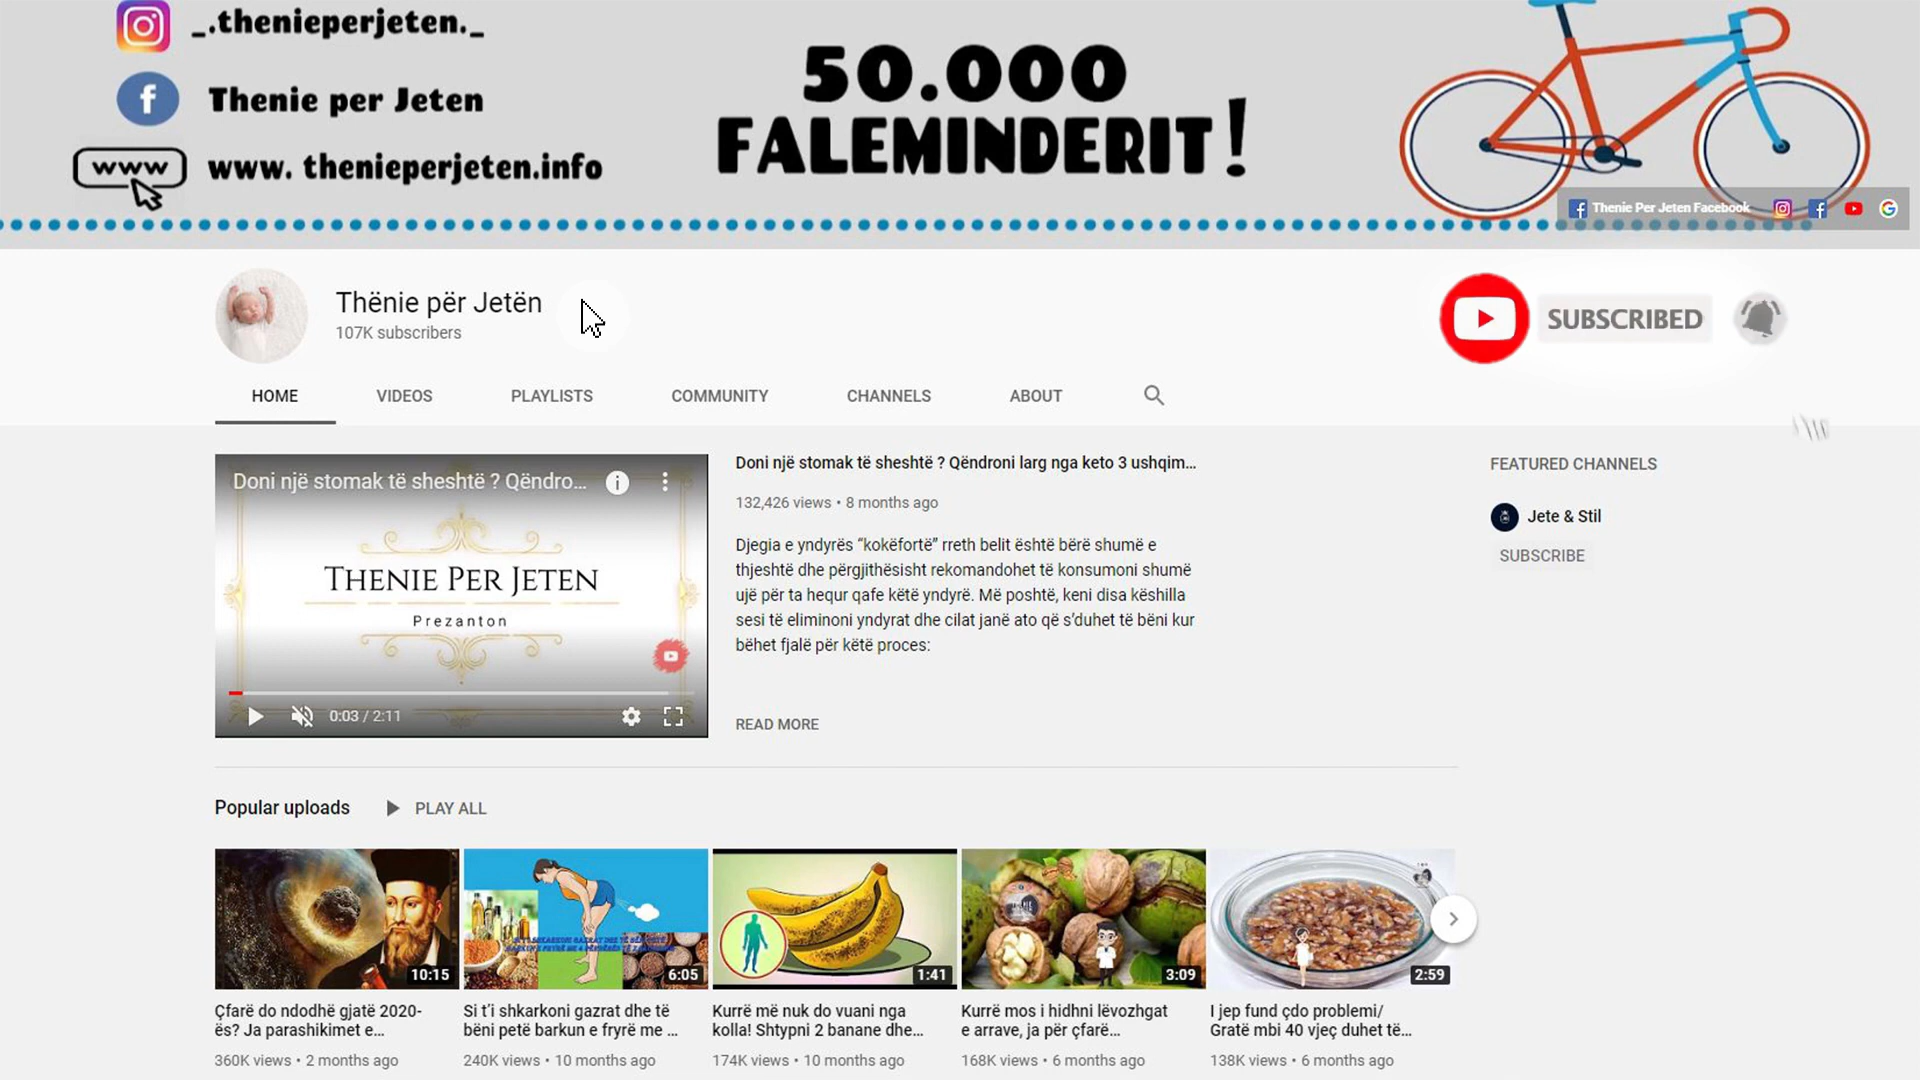 _.thenieperjeten._
Thenie per Jeten
www
www. thenieperjeten.info
50.000
FALEMINDERIT!
Thenie Per Jeten Facebook
Thënie për Jetën
107K subscribers
SUBSCRIBED
HOME
VIDEOS
PLAYLISTS
COMMUNITY
CHANNELS
ABOUT
Doni një stomak të sheshtë ? Qëndro...
THENIE PER JETEN
Prezanton
0:03 / 2:11
Doni një stomak të sheshtë ? Qëndroni larg nga keto 3 ushqim...
132,426 views • 8 months ago
Djegia e yndyrës “kokëfortë” rreth belit është bërë shumë e
thjeshtë dhe përgjithësisht rekomandohet të konsumoni shumë
ujë për ta hequr qafe këtë yndyrë. Më poshtë, keni disa këshilla
sesi të eliminoni yndyrat dhe cilat janë ato që s’duhet të bëni kur
bëhet fjalë për këtë proces:
READ MORE
FEATURED CHANNELS
Jete & Stil
SUBSCRIBE
Popular uploads
PLAY ALL
10:15
6:05
1:41
3:09
2:59
Çfarë do ndodhë gjatë 2020-
ës? Ja parashikimet e...
360K views • 2 months ago
Si t’i shkarkoni gazrat dhe të
bëni petë barkun e fryrë me ...
240K views • 10 months ago
Kurrë më nuk do vuani nga
kolla! Shtypni 2 banane dhe...
174K views • 10 months ago
Kurrë mos i hidhni lëvozhgat
e arrave, ja për çfarë...
168K views • 6 months ago
I jep fund çdo problemi/
Gratë mbi 40 vjeç duhet të...
138K views • 6 months ago